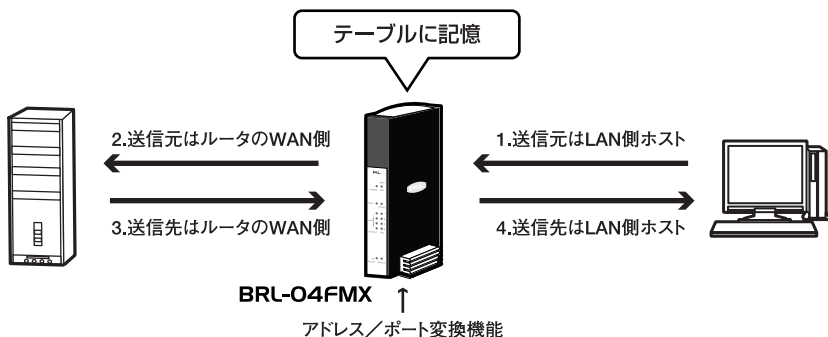 テーブルに記憶
2.送信元はルータのWAN側
1.送信元はLAN側ホスト
3.送信先はルータのWAN側
4.送信先はLAN側ホスト
BRL-04FMX
アドレス／ポート変換機能